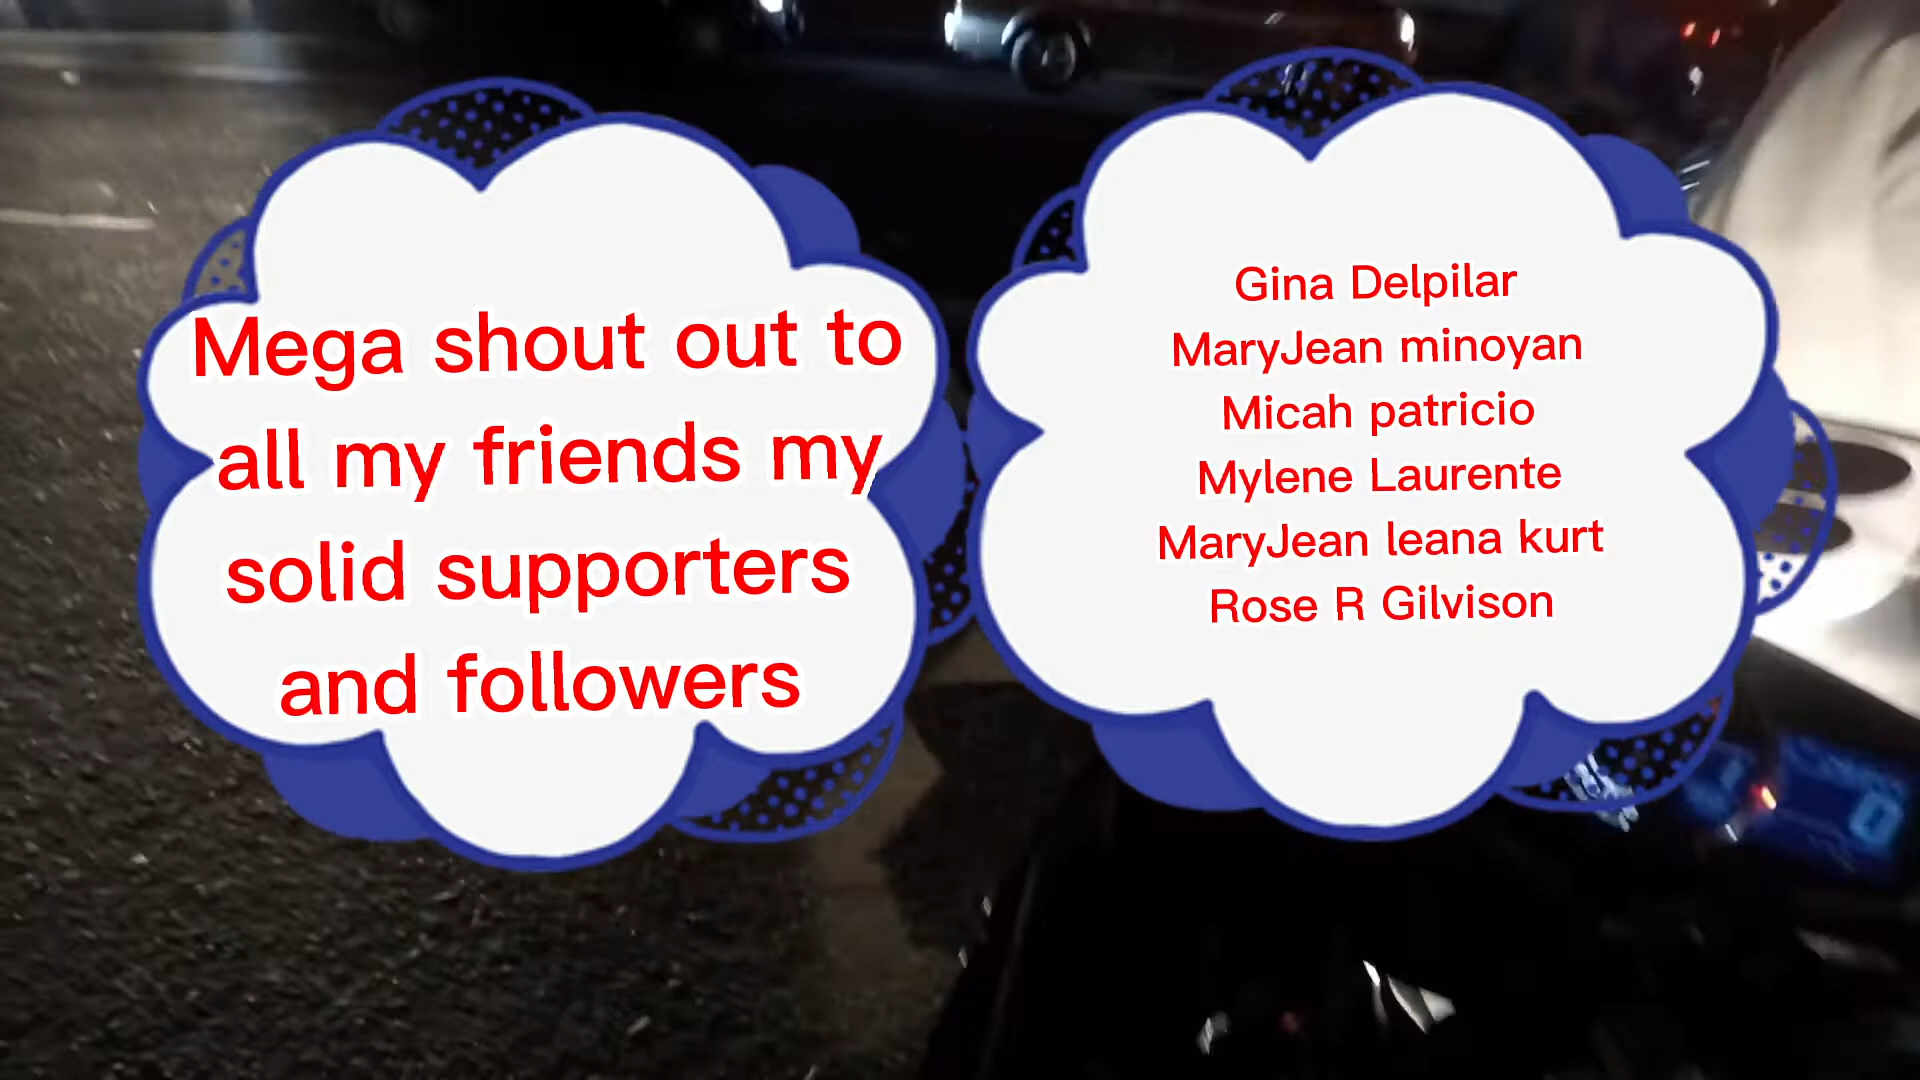 Mega shout out to
all my friends my
solid supporters
and followers
Gina Delpilar
MaryJean minoyan
Micah patricio
Mylene Laurente
MaryJean leana kurt
Rose R Gilvison